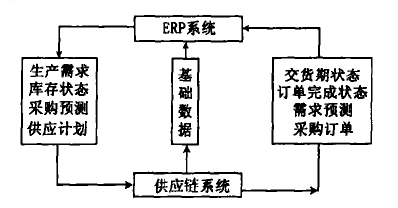 ERP系统
生产需求
库存状态
采购预测
供应计划
基
础
数
据
交货期状态
订单完成状态
需求预测
采购订单
供应链系统